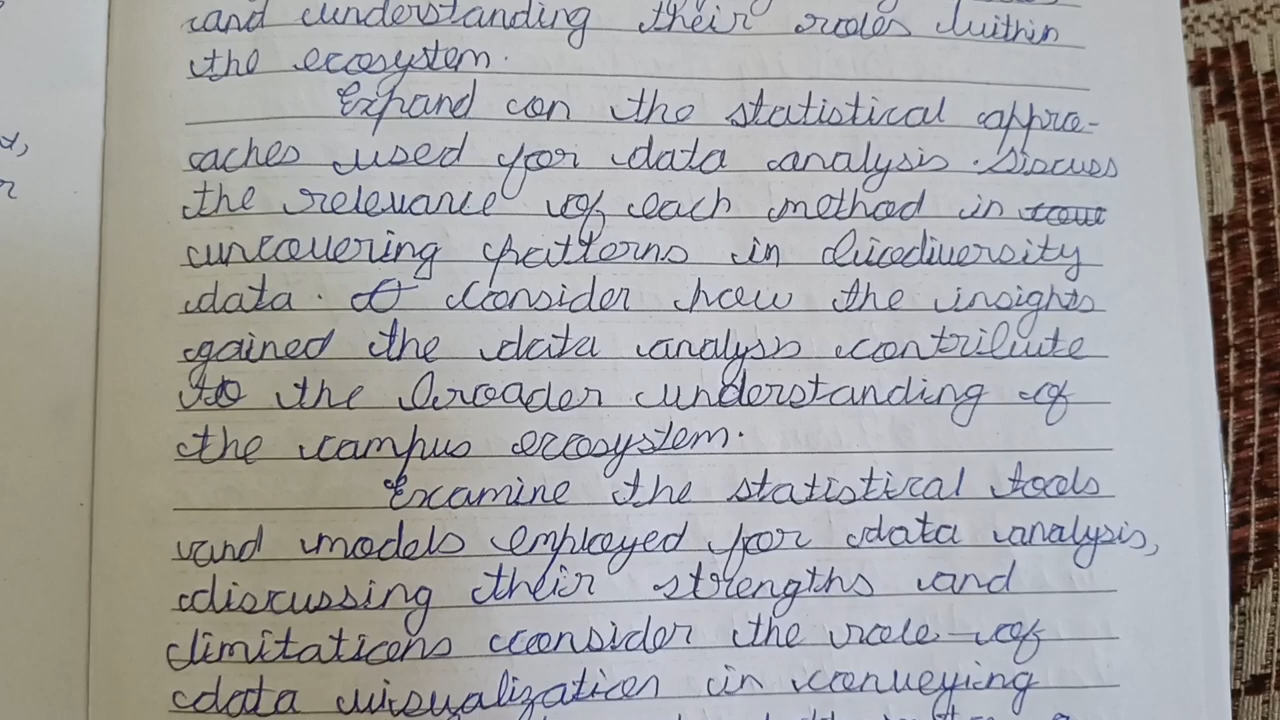 and understanding their roles within
the ecosystem.
Expand on the statistical appro-
aches used for data analysis. Discuss
the relevance of each method in
uncovering patterns in biodiversity
data. Consider how the insights
gained the data analysis contribute
to the broader understanding of
the campus ecosystem.
Examine the statistical tools
and models employed for data analysis,
discussing their strengths and
limitations consider the role of
data visualization in conveying
d,
r